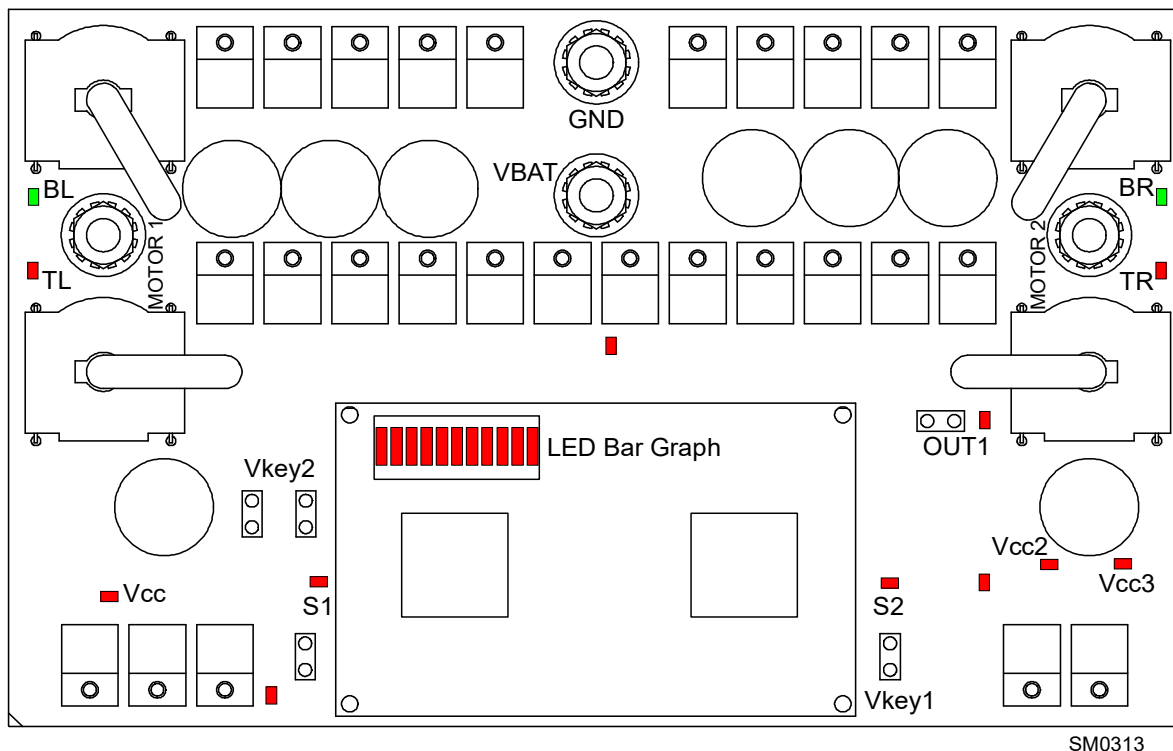 GND
VBAT
BL
BR
MOTOR 1
MOTOR 2
TL
TR
LED Bar Graph
OUT1
Vkey2
Vcc2
Vcc3
Vcc
S1
S2
Vkey1
SM0313